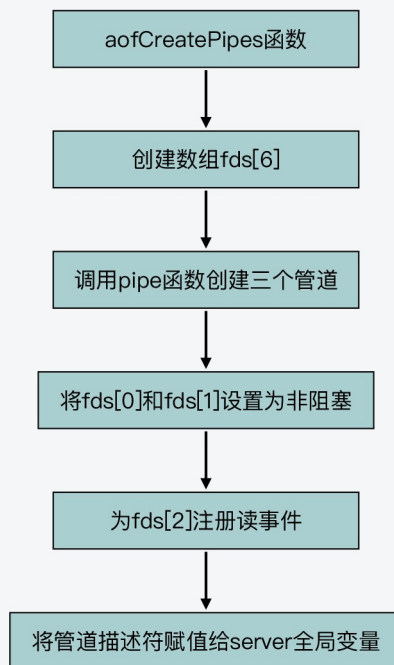 aofCreatePipes函数
创建数组fds[6]
调用pipe函数创建三个管道
将fds[0]和fds[1]设置为非阻塞
为fds[2]注册读事件
将管道描述符赋值给server全局变量